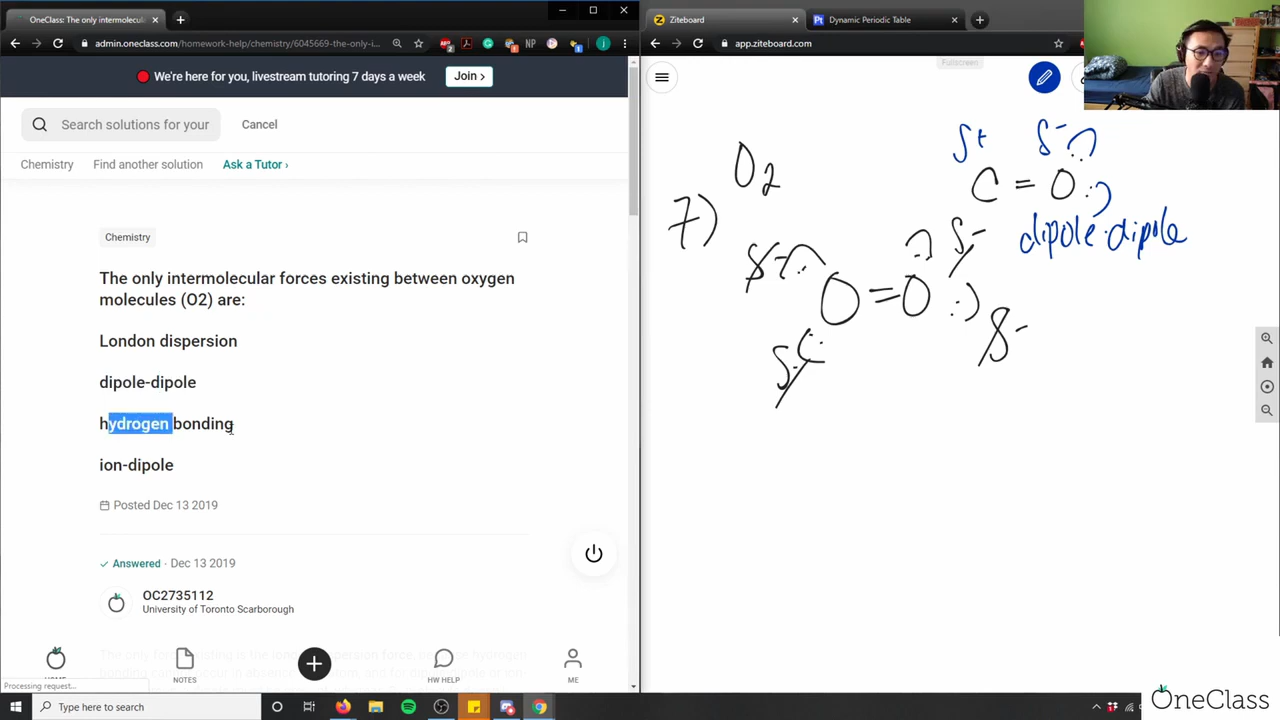 OneClass: The only intermolecul
Ziteboard
Dynamic Periodic Table
admin.oneclass.com/homework-help/chemistry/6045669-the-only-i...
NP
j
app.ziteboard.com
Fullscreen
We're here for you, livestream tutoring 7 days a week
Join ›
Search solutions for your
Cancel
Chemistry
Find another solution
Ask a Tutor ›
Chemistry
The only intermolecular forces existing between oxygen
molecules (O2) are:
London dispersion
dipole-dipole
hydrogen bonding
ion-dipole
Posted Dec 13 2019
Answered · Dec 13 2019
OC2735112
University of Toronto Scarborough
NOTES
HW HELP
ME
Processing request...
Type here to search
O2
7)
δ+ δ-
C = O
dipole-dipole
δ- δ-
O = O
δ- δ-
OneClass